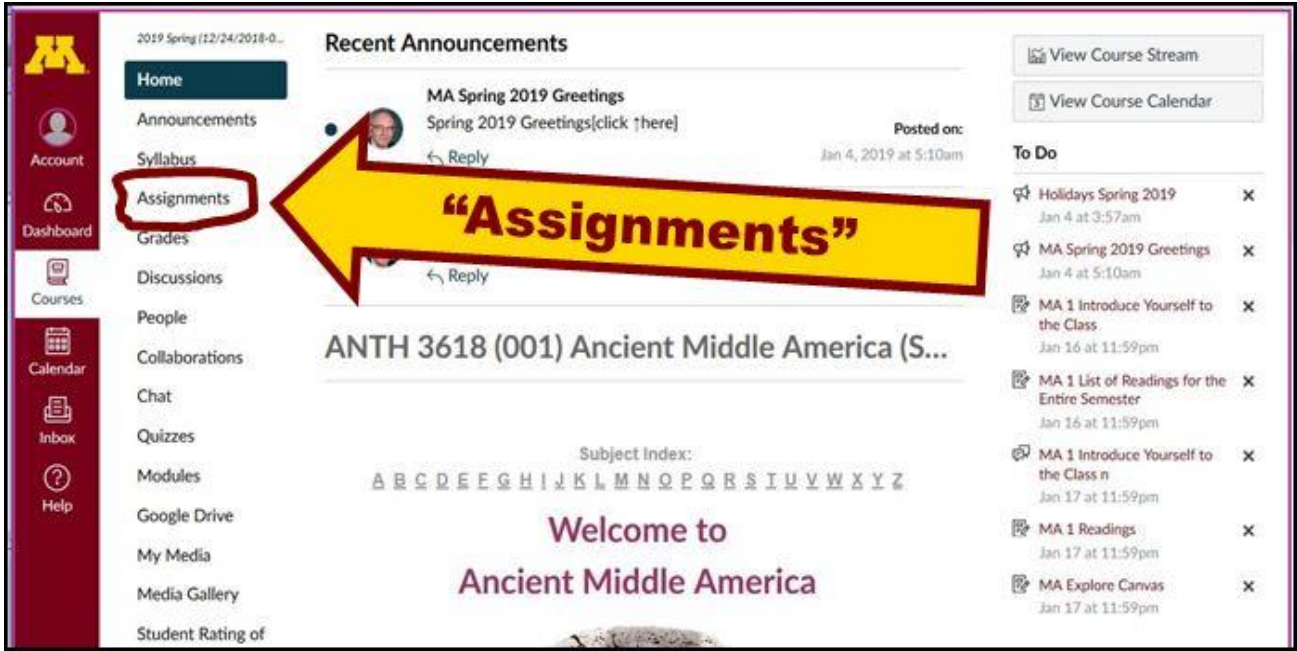 M
Account
Dashboard
Courses
Calendar
Inbox
Help
2019 Spring (12/24/2018-0...
Home
Announcements
Syllabus
Assignments
Grades
Discussions
People
Collaborations
Chat
Quizzes
Modules
Google Drive
My Media
Media Gallery
Student Rating of
Recent Announcements
MA Spring 2019 Greetings
Spring 2019 Greetings[click ↑here]
Posted on:
Reply
Jan 4, 2019 at 5:10am
“Assignments”
Reply
ANTH 3618 (001) Ancient Middle America (S...
Subject Index:
A B C D E F G H I J K L M N O P Q R S T U V W X Y Z
Welcome to
Ancient Middle America
View Course Stream
View Course Calendar
To Do
Holidays Spring 2019
Jan 4 at 3:57am
MA Spring 2019 Greetings
Jan 4 at 5:10am
MA 1 Introduce Yourself to
the Class
Jan 16 at 11:59pm
MA 1 List of Readings for the
Entire Semester
Jan 16 at 11:59pm
MA 1 Introduce Yourself to
the Class n
Jan 17 at 11:59pm
MA 1 Readings
Jan 17 at 11:59pm
MA Explore Canvas
Jan 17 at 11:59pm